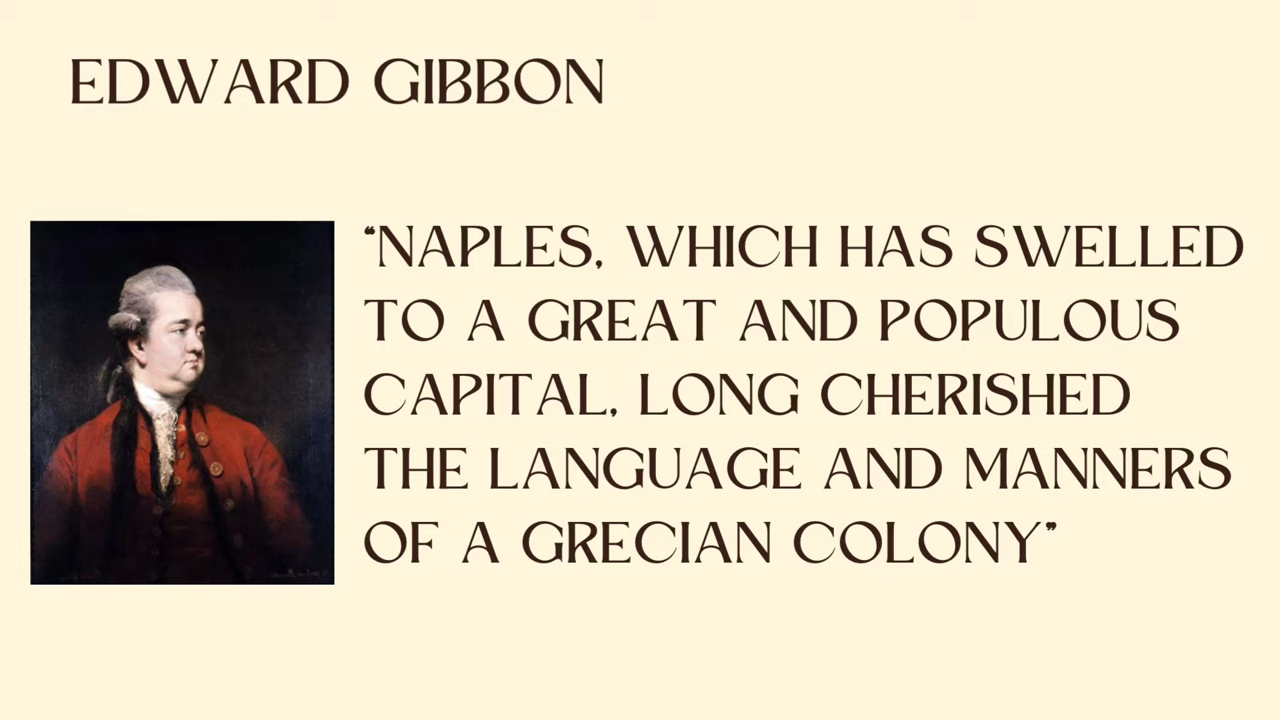 EDWARD GIBBON
“NAPLES, WHICH HAS SWELLED
TO A GREAT AND POPULOUS
CAPITAL, LONG CHERISHED
THE LANGUAGE AND MANNERS
OF A GRECIAN COLONY”